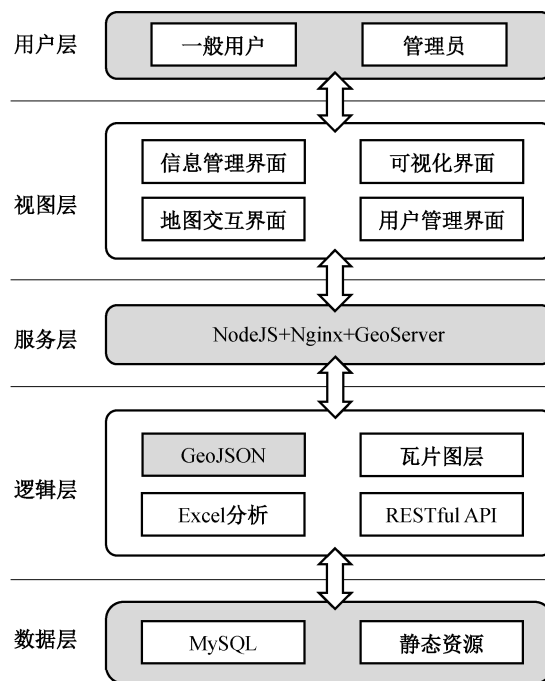 用户层
一般用户
管理员
视图层
信息管理界面
可视化界面
地图交互界面
用户管理界面
服务层
NodeJS+Nginx+GeoServer
逻辑层
GeoJSON
瓦片图层
Excel分析
RESTful API
数据层
MySQL
静态资源